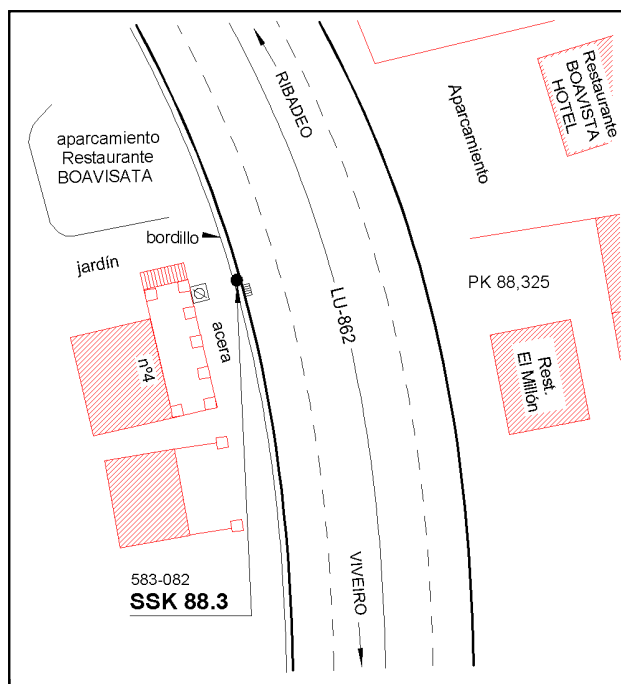 RIBADEO
Restaurante
BOAVISTA
HOTEL
Aparcamiento
aparcamiento
Restaurante
BOAVISATA
bordillo
jardín
PK 88,325
LU-862
acera
nº4
Rest.
El Millón
VIVEIRO
583-082
SSK 88.3